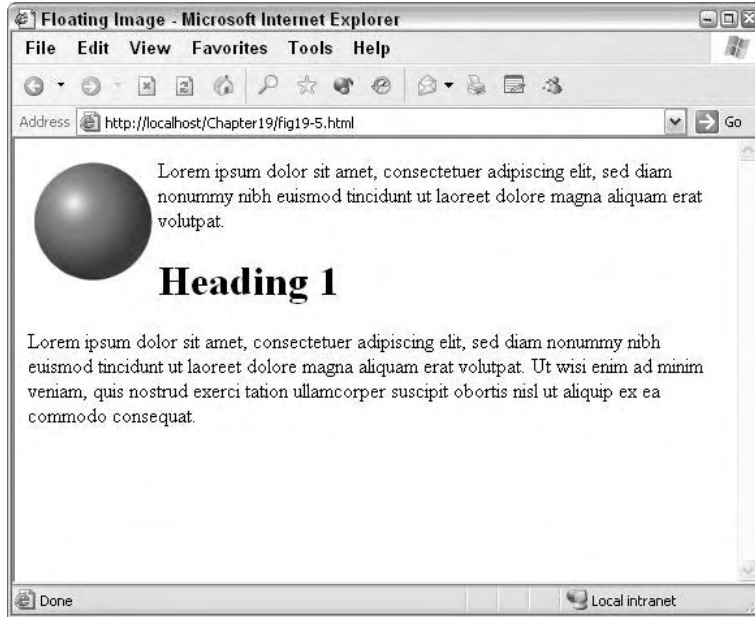 Floating Image - Microsoft Internet Explorer
File Edit View Favorites Tools Help
Address http://localhost/Chapter19/fig19-5.html Go
Lorem ipsum dolor sit amet, consectetuer adipiscing elit, sed diam
nonummy nibh euismod tincidunt ut laoreet dolore magna aliquam erat
volutpat.
Heading 1
Lorem ipsum dolor sit amet, consectetuer adipiscing elit, sed diam nonummy nibh
euismod tincidunt ut laoreet dolore magna aliquam erat volutpat. Ut wisi enim ad minim
veniam, quis nostrud exerci tation ullamcorper suscipit obortis nisl ut aliquip ex ea
commodo consequat.
Done Local intranet